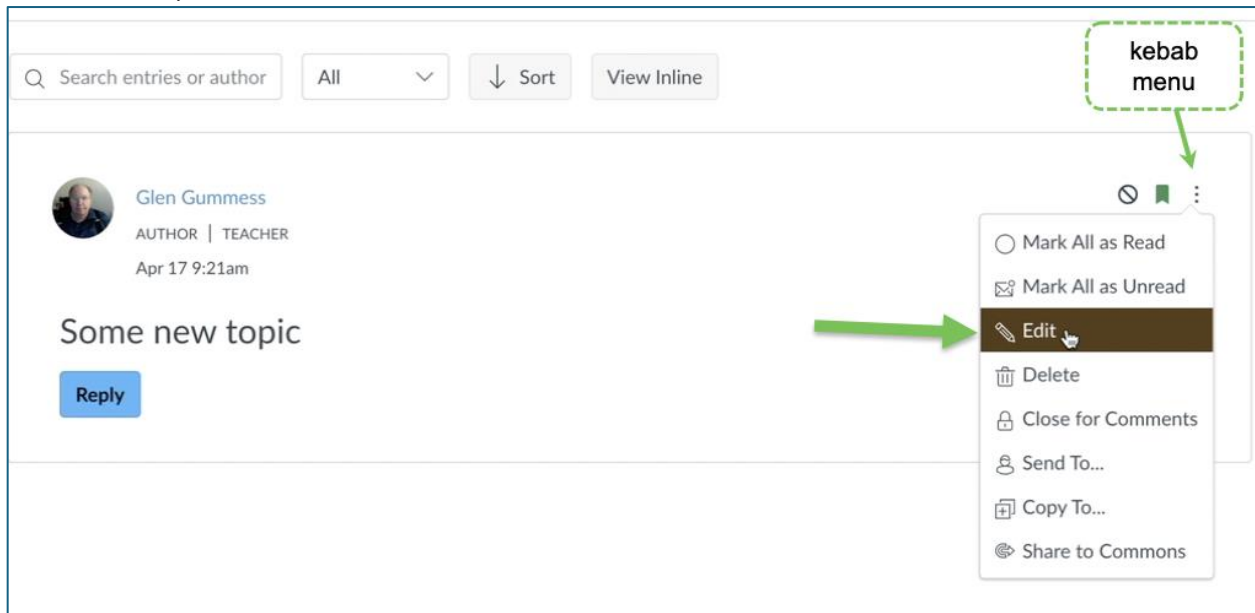 kebab
menu
Search entries or author
All
Sort
View Inline
Glen Gummess
AUTHOR | TEACHER
Apr 17 9:21am
Some new topic
Reply
Mark All as Read
Mark All as Unread
Edit
Delete
Close for Comments
Send To...
Copy To...
Share to Commons